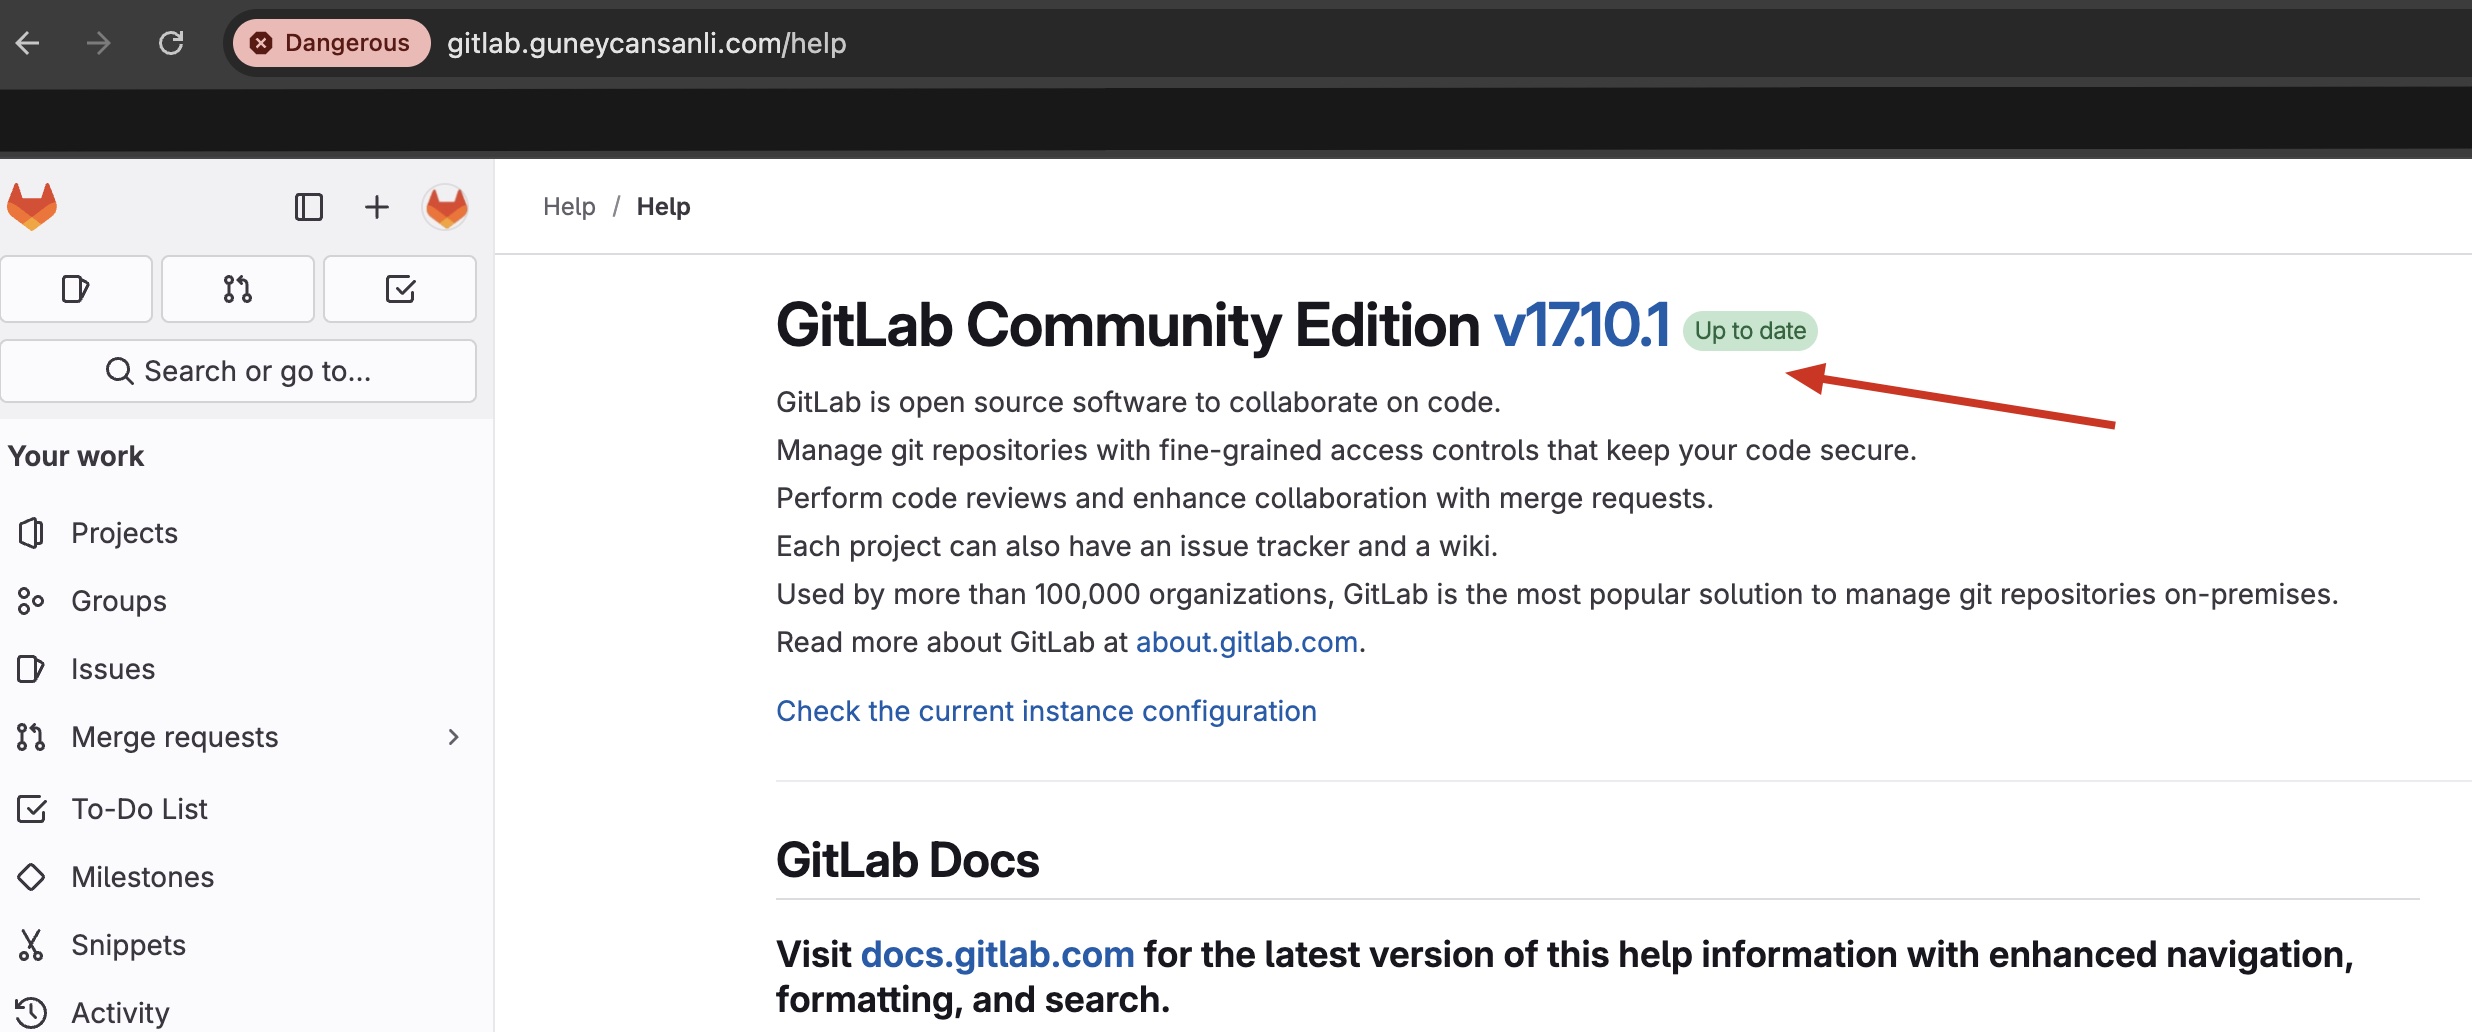 Dangerous gitlab.guneycansanli.com/help
Help / Help
Search or go to...
Your work
Projects
Groups
Issues
Merge requests
To-Do List
Milestones
Snippets
Activity
GitLab Community Edition v17.10.1 Up to date
GitLab is open source software to collaborate on code.
Manage git repositories with fine-grained access controls that keep your code secure.
Perform code reviews and enhance collaboration with merge requests.
Each project can also have an issue tracker and a wiki.
Used by more than 100,000 organizations, GitLab is the most popular solution to manage git repositories on-premises.
Read more about GitLab at about.gitlab.com.
Check the current instance configuration
GitLab Docs
Visit docs.gitlab.com for the latest version of this help information with enhanced navigation,
formatting, and search.